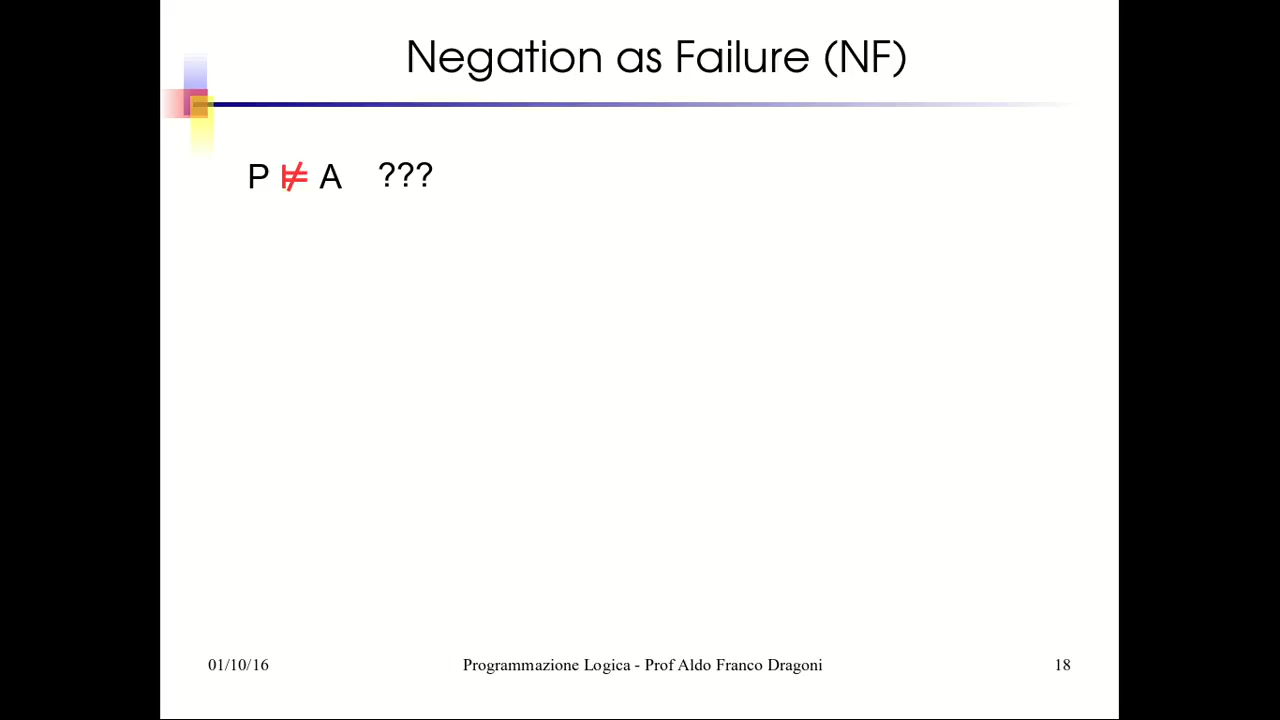 Negation as Failure (NF)
P ⊭ A ???
01/10/16 Programmazione Logica - Prof Aldo Franco Dragoni 18